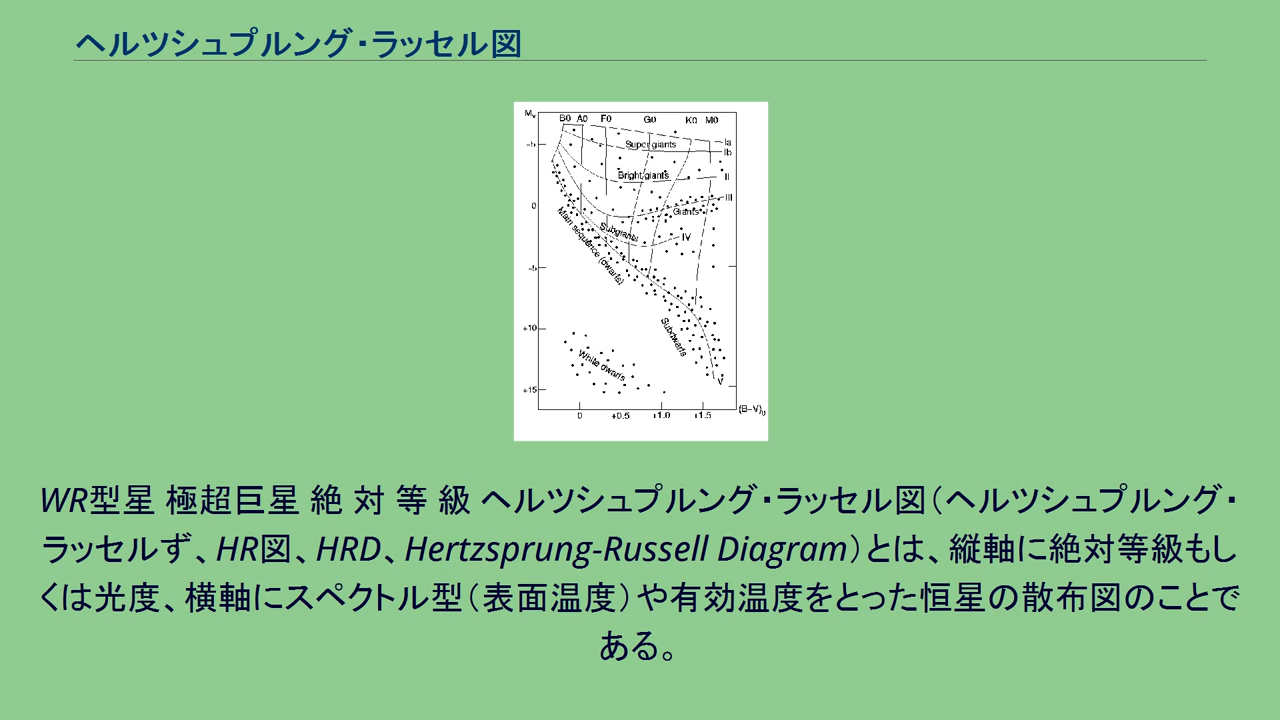 ヘルツシュプルング・ラッセル図
Mv
B0 A0 F0 G0 K0 M0
Ia
Ib
Super giants
Bright giants
II
III
Giants
Subgiants
IV
Main sequence (dwarfs)
Subdwarfs
White dwarfs
V
0
+10
+15
0 +0.5 +1.0 +1.5
(B–V)0
WR型星 極超巨星 絶 対 等 級 ヘルツシュプルング・ラッセル図（ヘルツシュプルング・
ラッセルず、HR図、HRD、Hertzsprung-Russell Diagram）とは、縦軸に絶対等級もし
くは光度、横軸にスペクトル型（表面温度）や有効温度をとった恒星の散布図のことで
ある。